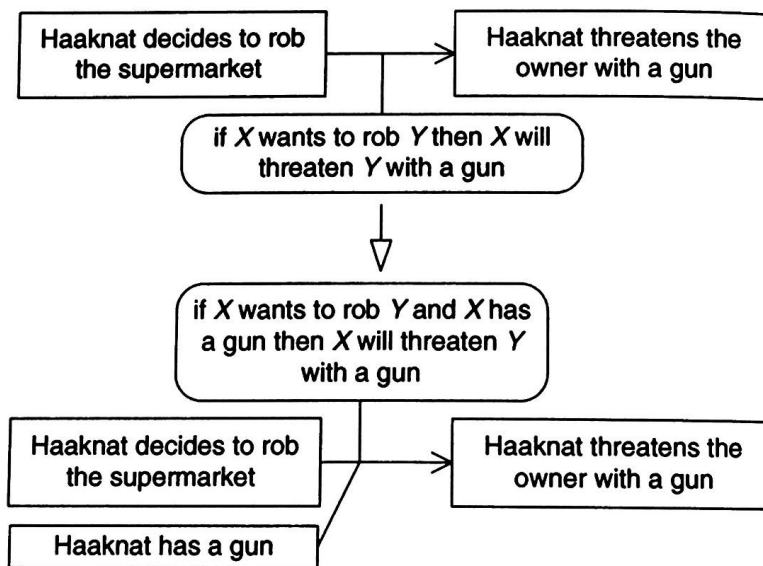 Haaknat decides to rob
the supermarket
Haaknat threatens the
owner with a gun
if X wants to rob Y then X will
threaten Y with a gun
if X wants to rob Y and X has
a gun then X will threaten Y
with a gun
Haaknat decides to rob
the supermarket
Haaknat threatens the
owner with a gun
Haaknat has a gun